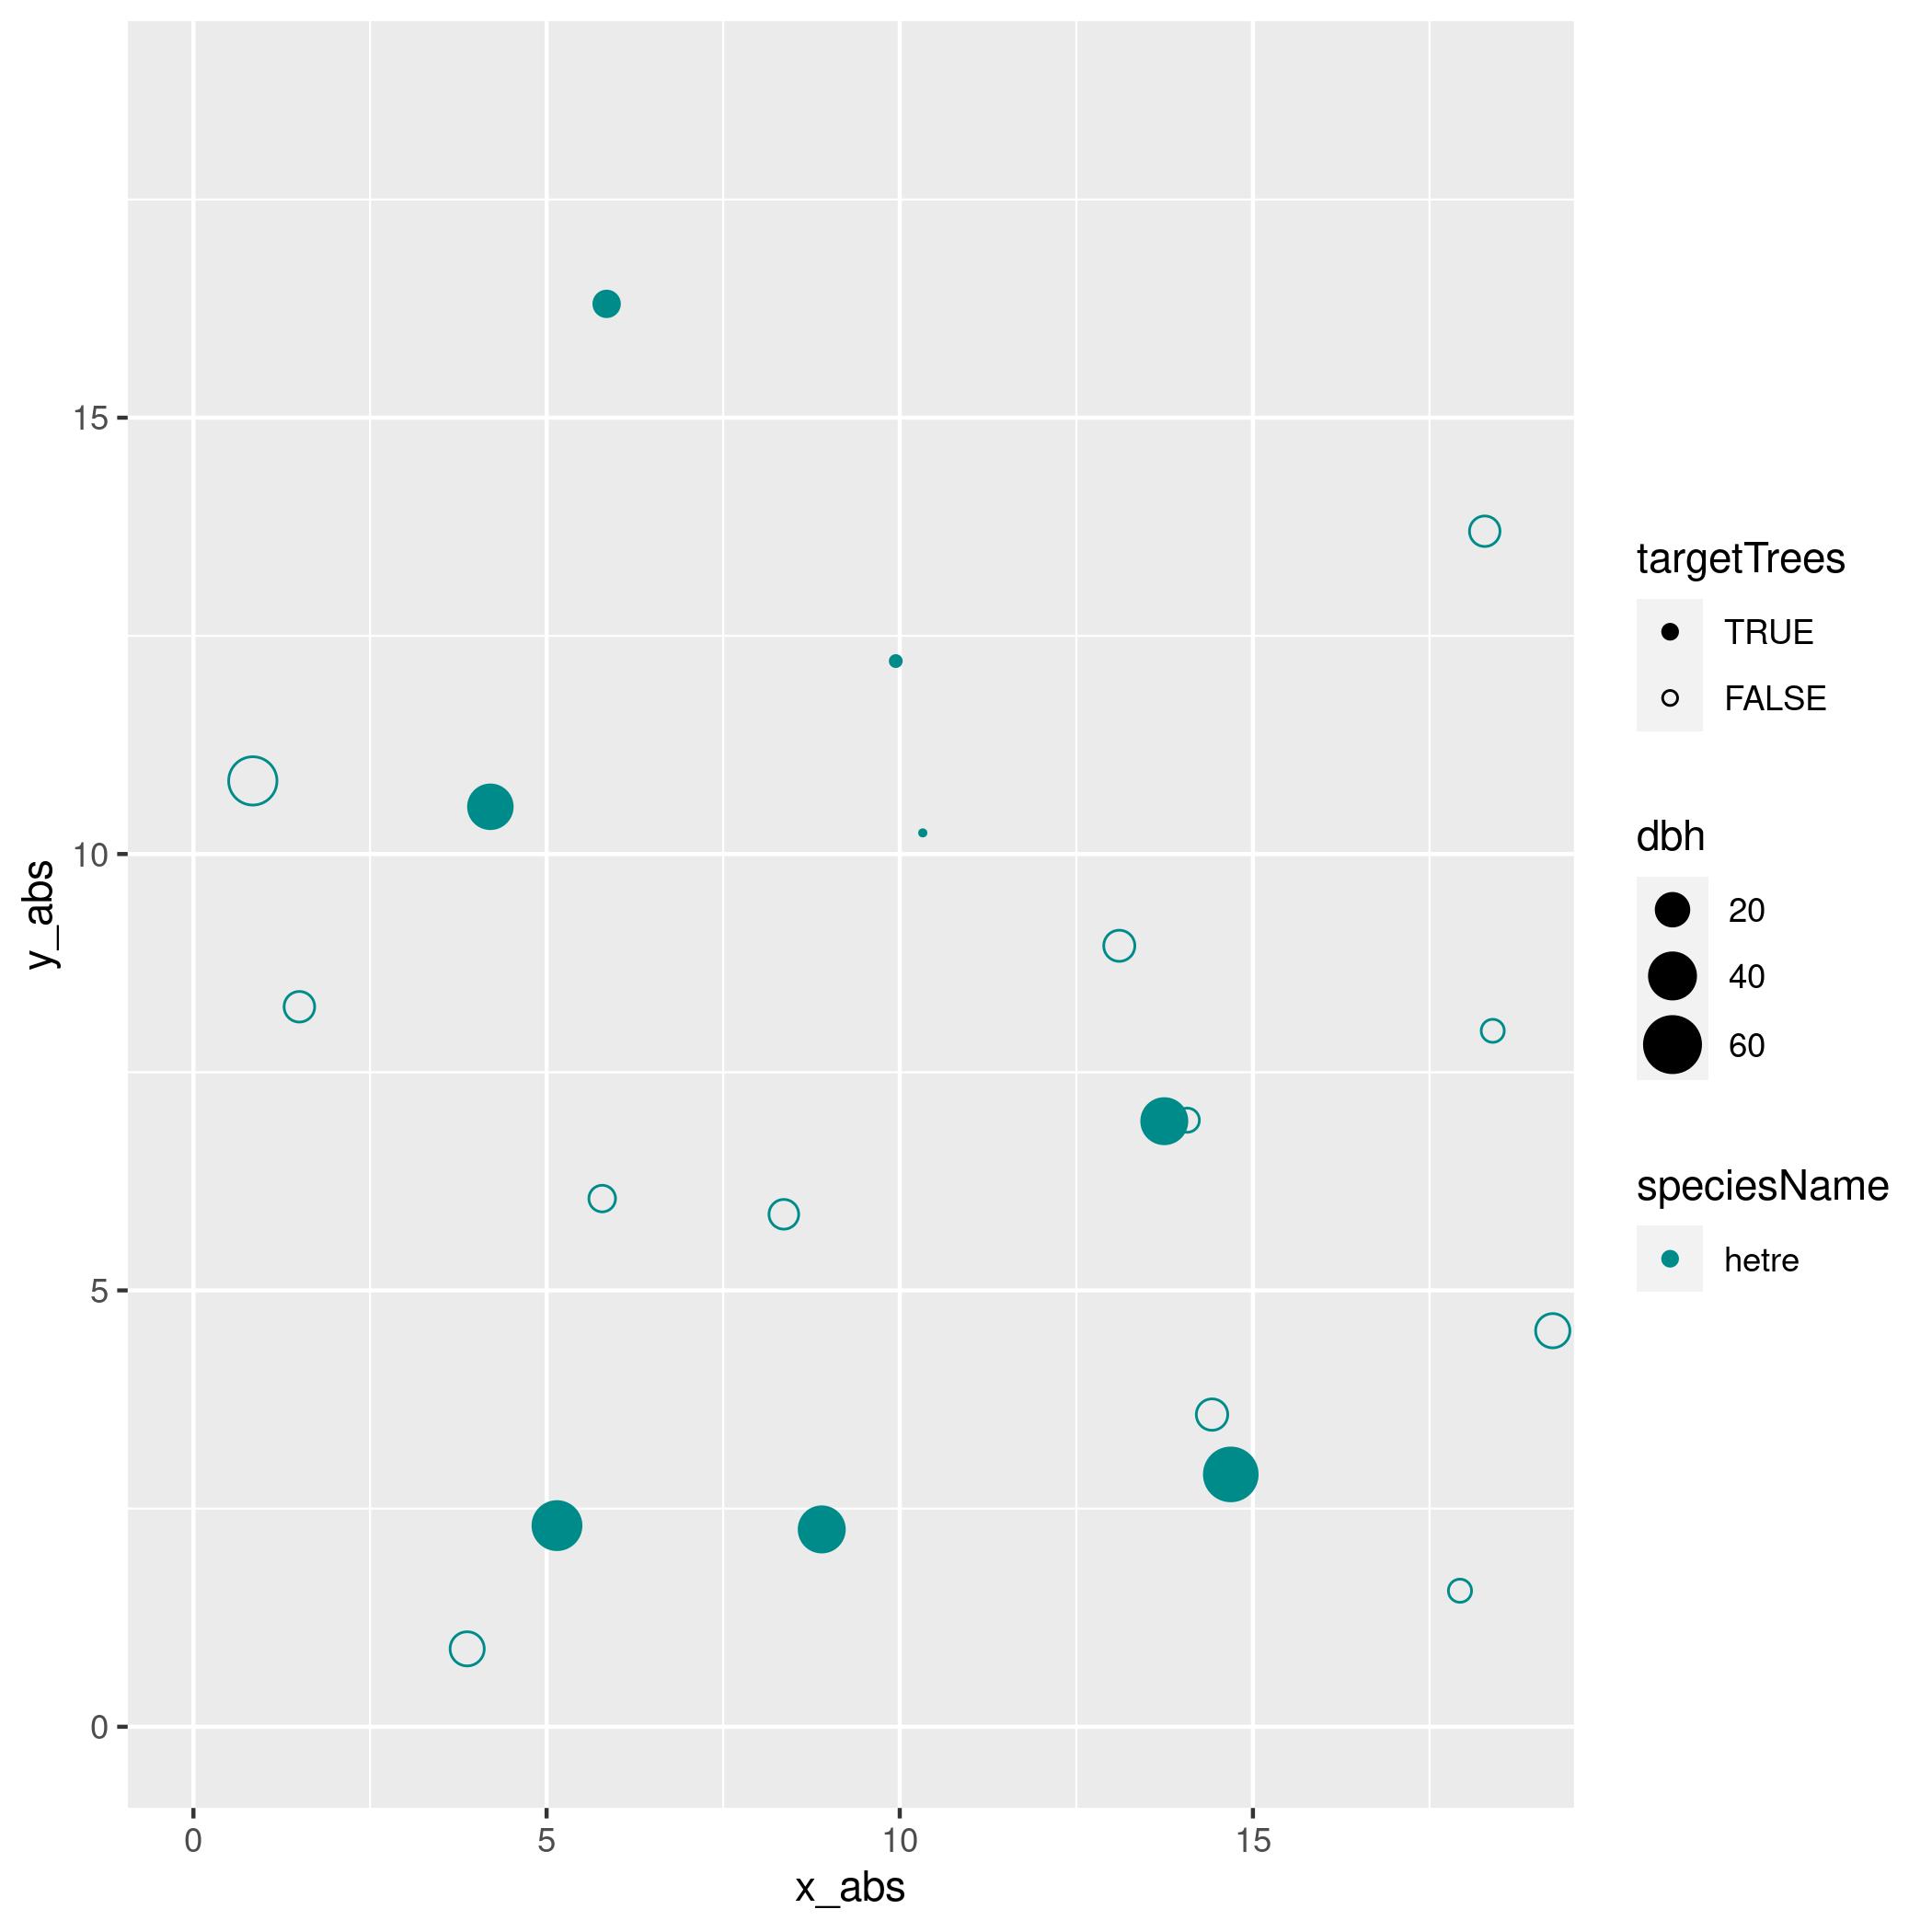 15
10
5
0
0 5 10 15
x_abs
y_abs
targetTrees
TRUE
FALSE
dbh
20
40
60
speciesName
hetre